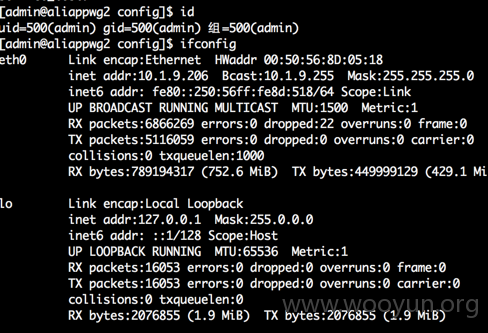 [admin@aliappwg2 config]$ id
uid=500(admin) gid=500(admin) 组=500(admin)
[admin@aliappwg2 config]$ ifconfig
eth0 Link encap:Ethernet HWaddr 00:50:56:8D:05:18
inet addr:10.1.9.206 Bcast:10.1.9.255 Mask:255.255.255.0
inet6 addr: fe80::250:56ff:fe8d:518/64 Scope:Link
UP BROADCAST RUNNING MULTICAST MTU:1500 Metric:1
RX packets:6866269 errors:0 dropped:22 overruns:0 frame:0
TX packets:5116059 errors:0 dropped:0 overruns:0 carrier:0
collisions:0 txqueuelen:1000
RX bytes:789194317 (752.6 MiB) TX bytes:449999129 (429.1 Mi
lo Link encap:Local Loopback
inet addr:127.0.0.1 Mask:255.0.0.0
inet6 addr: ::1/128 Scope:Host
UP LOOPBACK RUNNING MTU:65536 Metric:1
RX packets:16053 errors:0 dropped:0 overruns:0 frame:0
TX packets:16053 errors:0 dropped:0 overruns:0 carrier:0
collisions:0 txqueuelen:0
RX bytes:2076855 (1.9 MiB) TX bytes:2076855 (1.9 MiB)
www.wooyun.org